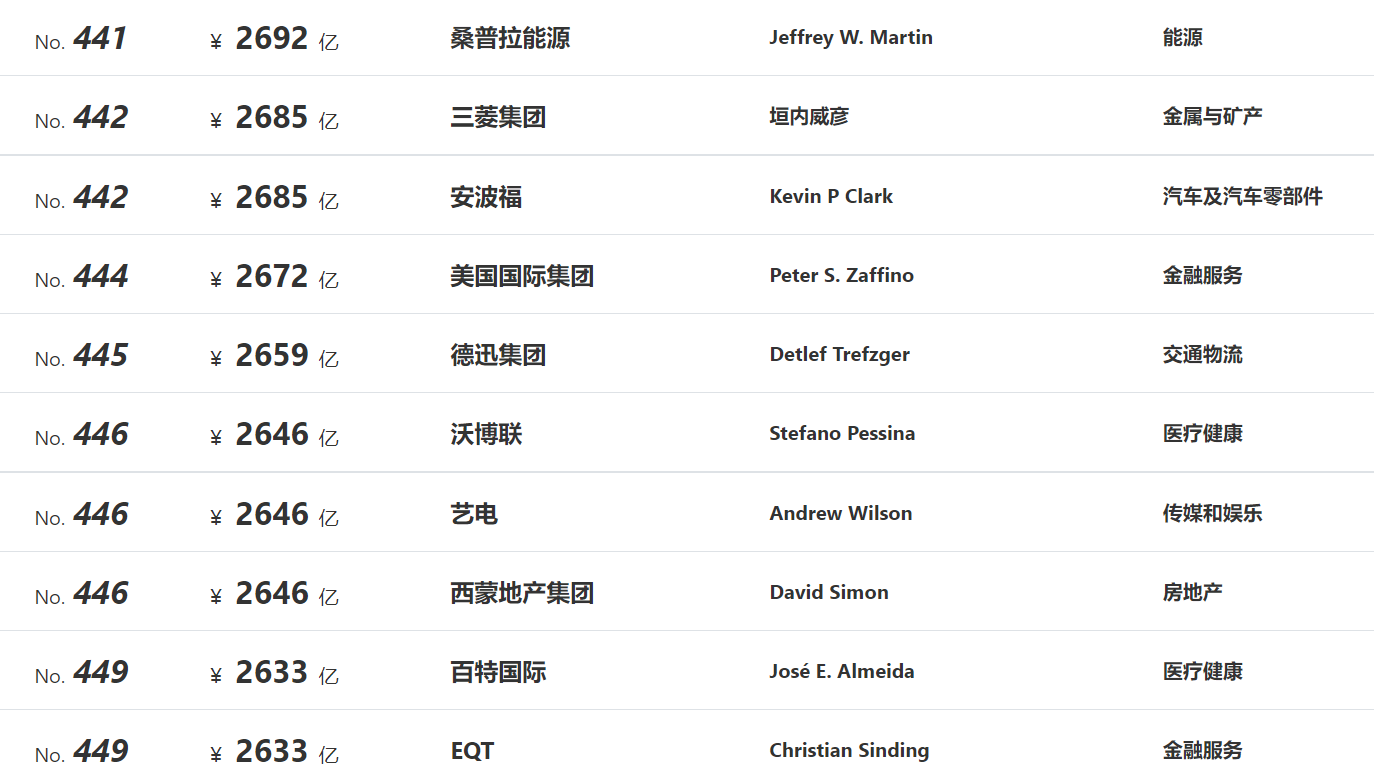 No. 441 ¥ 2692 亿 桑普拉能源 Jeffrey W. Martin 能源
No. 442 ¥ 2685 亿 三菱集团 垣内威彦 金属与矿产
No. 442 ¥ 2685 亿 安波福 Kevin P Clark 汽车及汽车零部件
No. 444 ¥ 2672 亿 美国国际集团 Peter S. Zaffino 金融服务
No. 445 ¥ 2659 亿 德迅集团 Detlef Trefzger 交通物流
No. 446 ¥ 2646 亿 沃博联 Stefano Pessina 医疗健康
No. 446 ¥ 2646 亿 艺电 Andrew Wilson 传媒和娱乐
No. 446 ¥ 2646 亿 西蒙地产集团 David Simon 房地产
No. 449 ¥ 2633 亿 百特国际 José E. Almeida 医疗健康
No. 449 ¥ 2633 亿 EQT Christian Sinding 金融服务